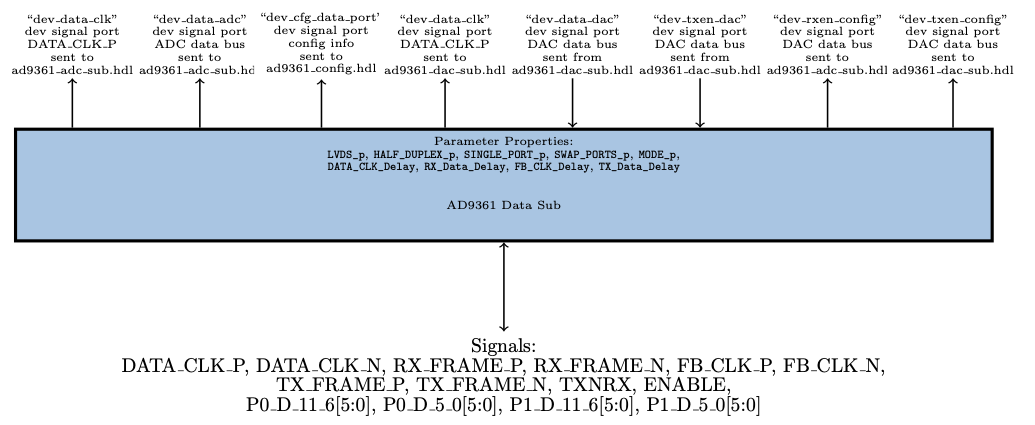 “dev_data_clk”
dev signal port
DATA_CLK_P
sent to
ad9361_adc_sub.hdl
“dev_data_adc”
dev signal port
ADC data bus
sent to
ad9361_adc_sub.hd
“dev_cfg_data_port’
dev signal port
config info
sent to
ad9361_config.hdl
“dev_data_clk”
dev signal port
DATA_CLK_P
sent to
ad9361_dac_sub.hdl
“dev_data_dac”
dev signal port
DAC data bus
sent from
ad9361_dac_sub.hdl
“dev_txen_dac”
dev signal port
DAC data bus
sent from
ad9361_dac_sub.hdl
“dev_rxen_config”
dev signal port
DAC data bus
sent to
ad9361_adc_sub.hdl
“dev_txen_config”
dev signal port
DAC data bus
sent to
ad9361_dac_sub.hdl
Parameter Properties:
LVDS_p, HALF_DUPLEX_p, SINGLE_PORT_p, SWAP_PORTS_p, MODE_p,
DATA_CLK_Delay, RX_Data_Delay, FB_CLK_Delay, TX_Data_Delay
AD9361 Data Sub
Signals:
DATA_CLK_P, DATA_CLK_N, RX_FRAME_P, RX_FRAME_N, FB_CLK_P, FB_CLK_N,
TX_FRAME_P, TX_FRAME_N, TXNRX, ENABLE,
P0_D_11_6[5:0], P0_D_5_0[5:0], P1_D_11_6[5:0], P1_D_5_0[5:0]